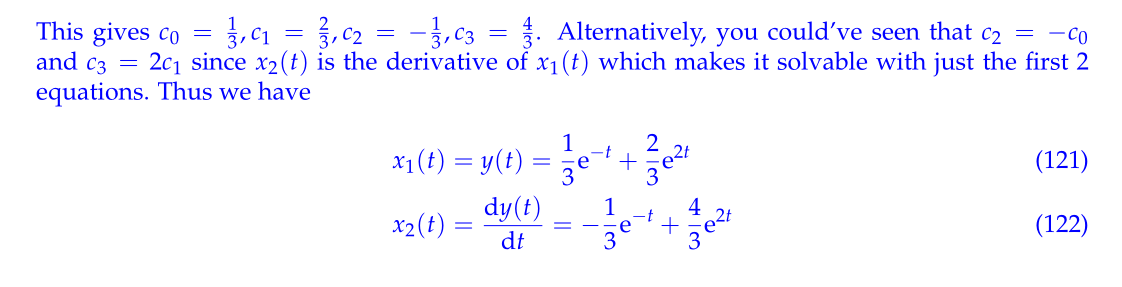 This gives c₀ = 1/3, c₁ = 2/3, c₂ = −1/3, c₃ = 4/3. Alternatively, you could've seen that c₂ = −c₀
and c₃ = 2c₁ since x₂(t) is the derivative of x₁(t) which makes it solvable with just the first 2
equations. Thus we have
x₁(t) = y(t) = 1/3 e^{−t} + 2/3 e^{2t} (121)
x₂(t) = dy(t)/dt = −1/3 e^{−t} + 4/3 e^{2t} (122)